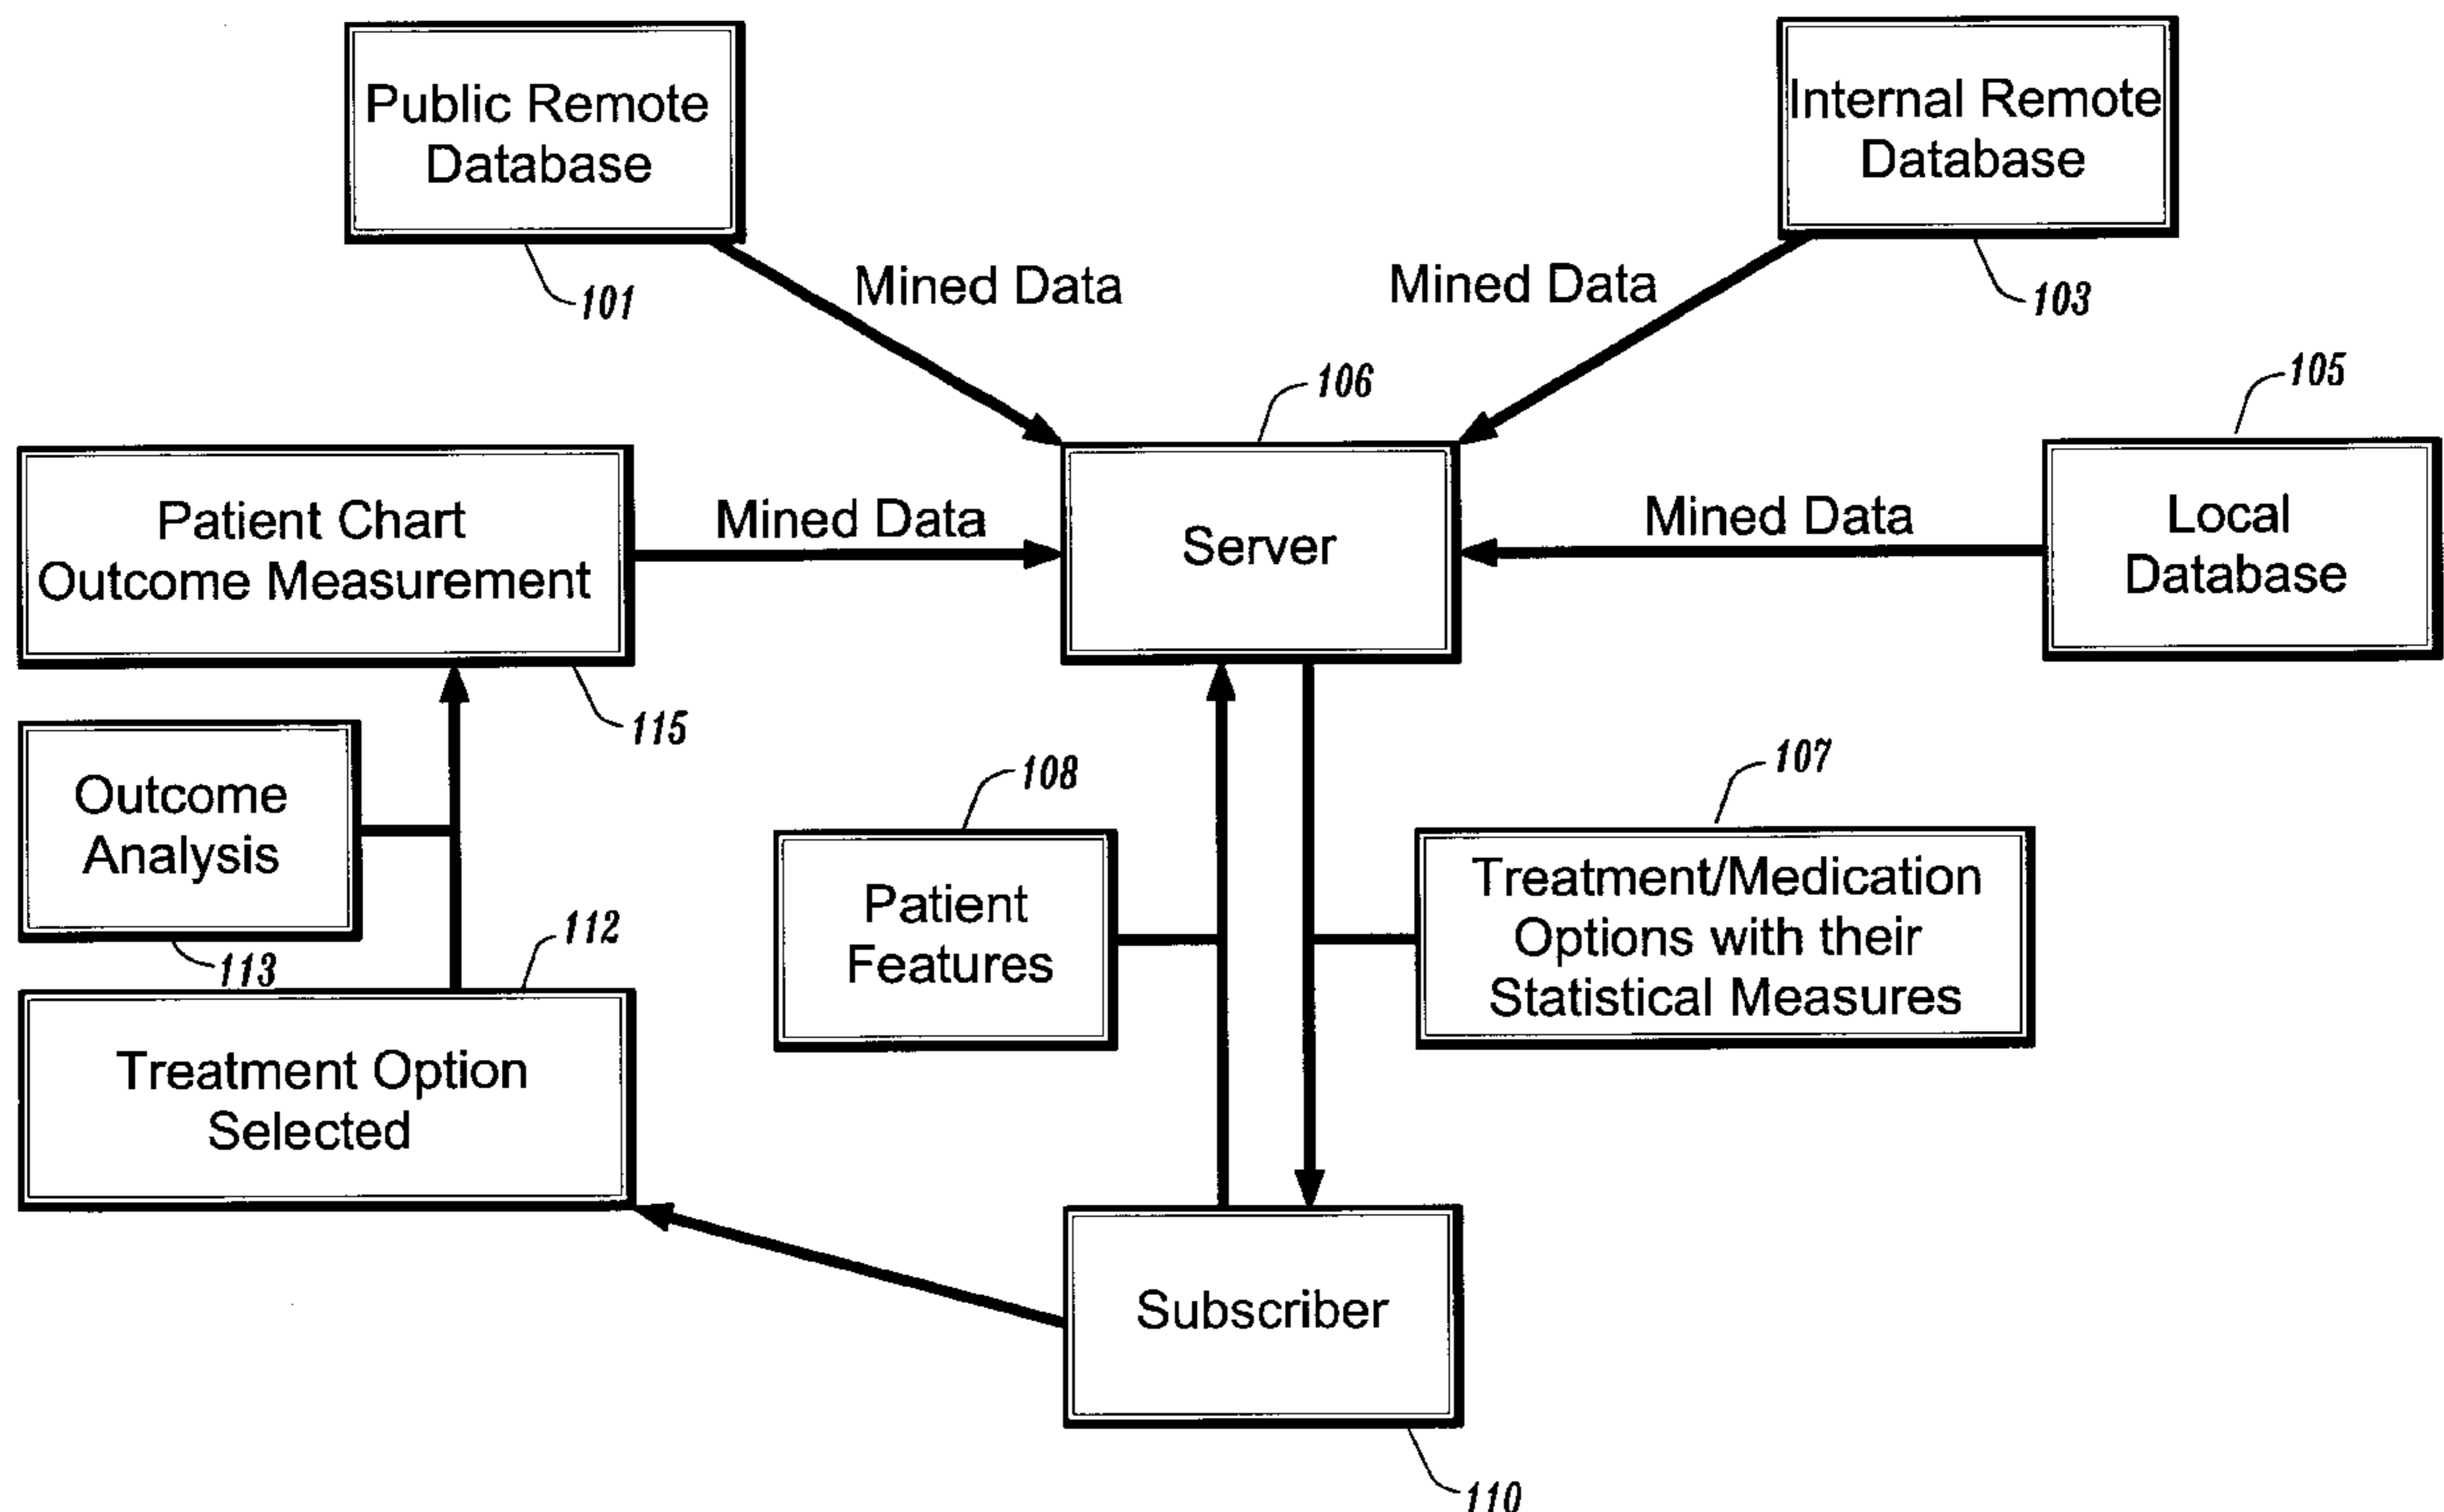 Public Remote
Database
101
Internal Remote
Database
103
Mined Data
Mined Data
106
105
Patient Chart
Outcome Measurement
115
Mined Data
Server
Mined Data
Local
Database
Outcome
Analysis
113
108
Patient
Features
107
Treatment/Medication
Options with their
Statistical Measures
112
Treatment Option
Selected
Subscriber
110